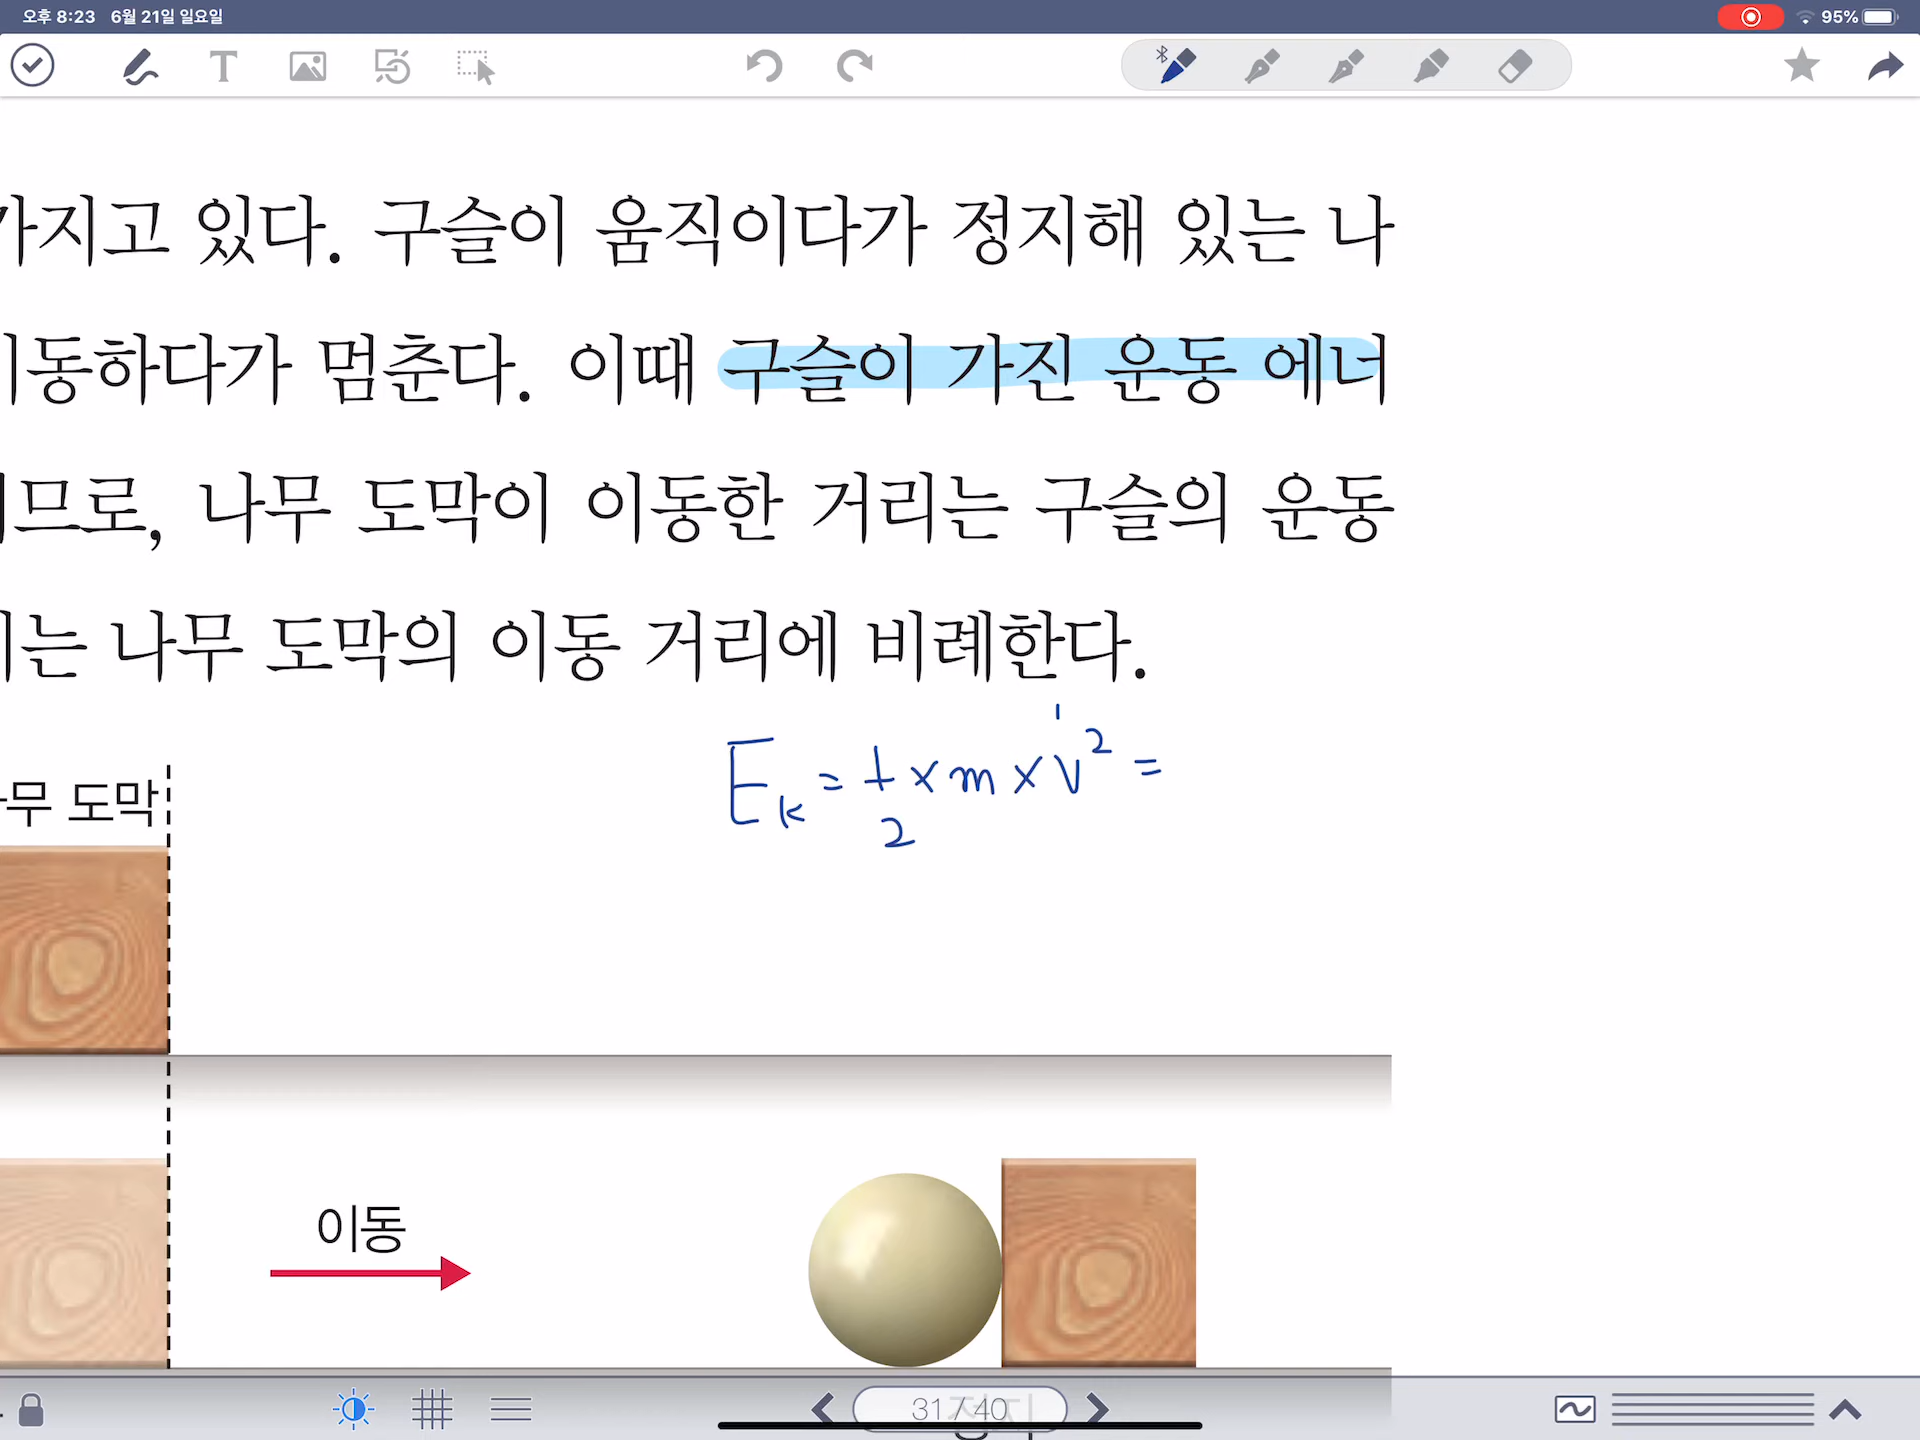 오후 8:23 6월 21일 일요일 95%
T
가지고 있다. 구슬이 움직이다가 정지해 있는 나
이동하다가 멈춘다. 이때 구슬이 가진 운동 에너
므로, 나무 도막이 이동한 거리는 구슬의 운동
는 나무 도막의 이동 거리에 비례한다.
E_k = 1/2 × m × v² =
무 도막
이동
31 / 40